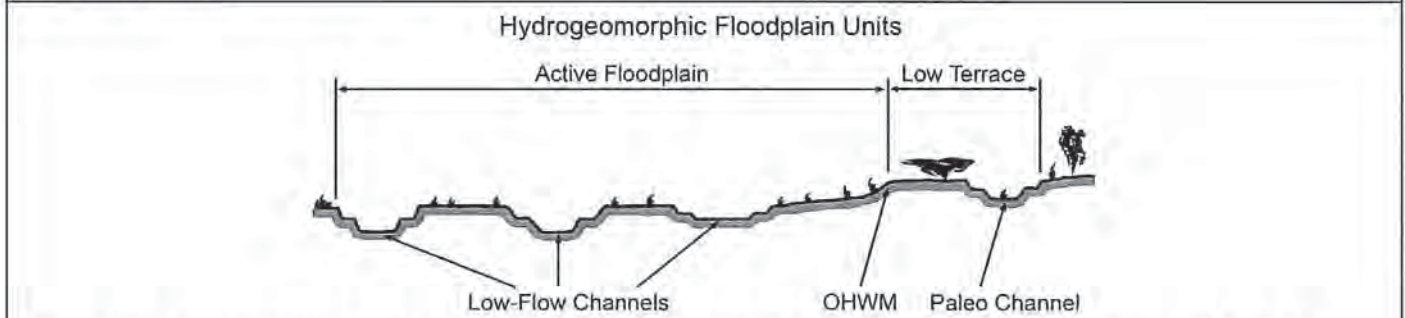 Hydrogeomorphic Floodplain Units
Active Floodplain Low Terrace
Low-Flow Channels OHWM Paleo Channel